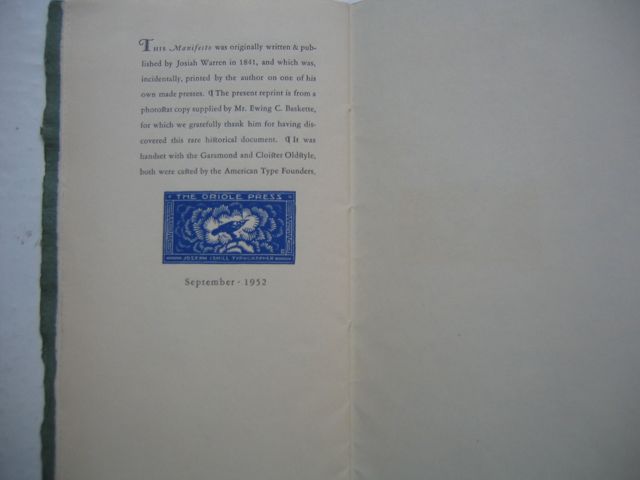 THIS Manifesto was originally written & pub-
lished by Josiah Warren in 1841, and which was,
incidentally, printed by the author on one of his
own made presses. ¶ The present reprint is from a
photostat copy supplied by Mr. Ewing C. Baskette,
for which we gratefully thank him for having dis-
covered this rare historical document. ¶ It was
handset with the Garamond and Cloister Oldstyle,
both were casted by the American Type Founders.
THE ORIOLE PRESS
JOSEPH ISHILL TYPOGRAPHER
September - 1952